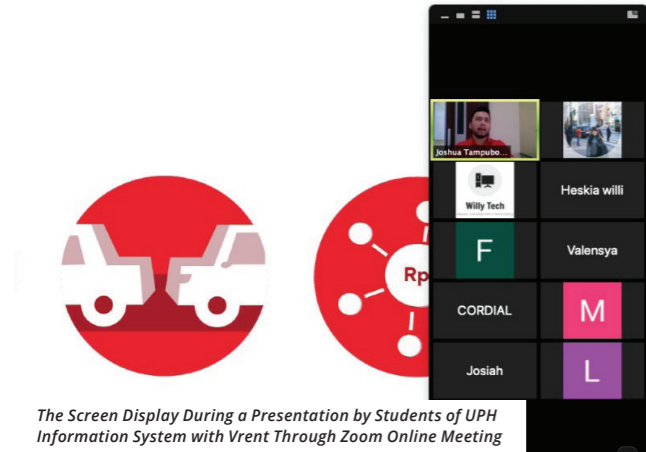 Joshua Tampubo...
Willy Tech
Heskia willi
F
Valensya
Rp
CORDIAL
M
Josiah
L
The Screen Display During a Presentation by Students of UPH
Information System with Vrent Through Zoom Online Meeting